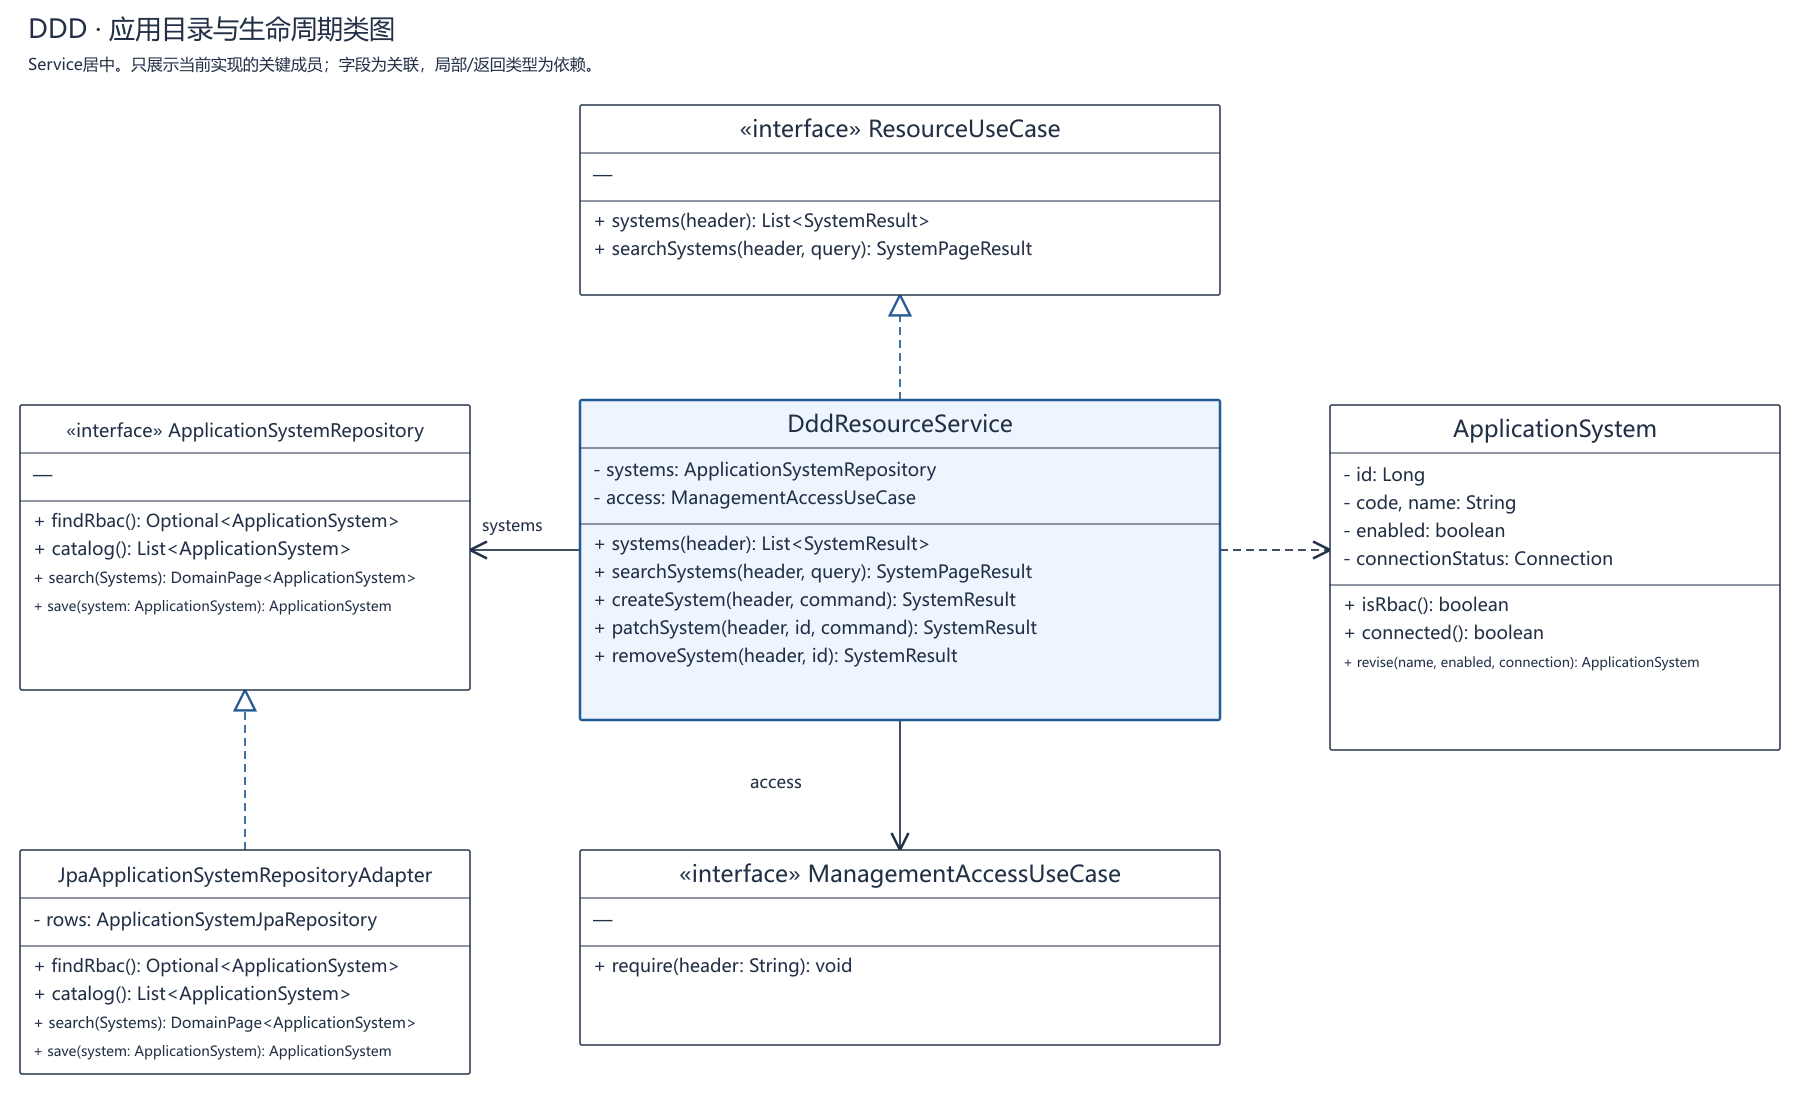 DDD · 应用目录与生命周期类图
Service居中。只展示当前实现的关键成员；字段为关联，局部/返回类型为依赖。
«interface» ResourceUseCase
—
+ systems(header): List<SystemResult>
+ searchSystems(header, query): SystemPageResult
«interface» ApplicationSystemRepository
—
+ findRbac(): Optional<ApplicationSystem>
+ catalog(): List<ApplicationSystem>
+ search(Systems): DomainPage<ApplicationSystem>
+ save(system: ApplicationSystem): ApplicationSystem
systems
DddResourceService
- systems: ApplicationSystemRepository
- access: ManagementAccessUseCase
+ systems(header): List<SystemResult>
+ searchSystems(header, query): SystemPageResult
+ createSystem(header, command): SystemResult
+ patchSystem(header, id, command): SystemResult
+ removeSystem(header, id): SystemResult
ApplicationSystem
- id: Long
- code, name: String
- enabled: boolean
- connectionStatus: Connection
+ isRbac(): boolean
+ connected(): boolean
+ revise(name, enabled, connection): ApplicationSystem
access
JpaApplicationSystemRepositoryAdapter
- rows: ApplicationSystemJpaRepository
+ findRbac(): Optional<ApplicationSystem>
+ catalog(): List<ApplicationSystem>
+ search(Systems): DomainPage<ApplicationSystem>
+ save(system: ApplicationSystem): ApplicationSystem
«interface» ManagementAccessUseCase
—
+ require(header: String): void